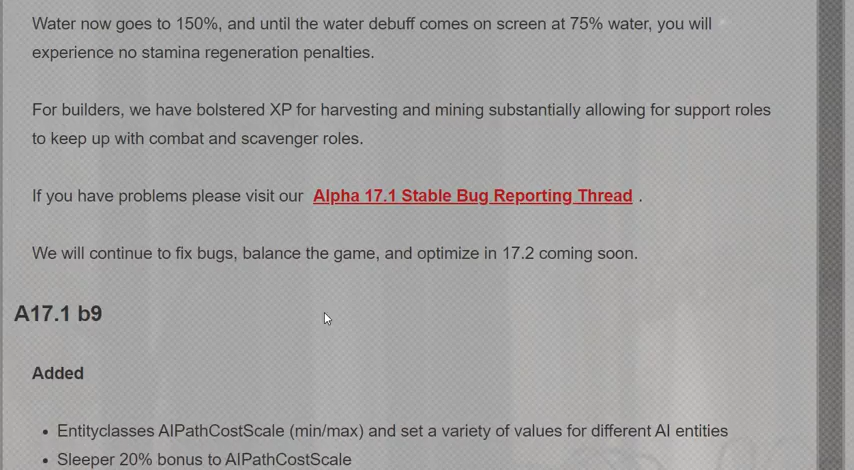 Water now goes to 150%, and until the water debuff comes on screen at 75% water, you will
experience no stamina regeneration penalties.
For builders, we have bolstered XP for harvesting and mining substantially allowing for support roles
to keep up with combat and scavenger roles.
If you have problems please visit our Alpha 17.1 Stable Bug Reporting Thread .
We will continue to fix bugs, balance the game, and optimize in 17.2 coming soon.
A17.1 b9
Added
• Entityclasses AIPathCostScale (min/max) and set a variety of values for different AI entities
• Sleeper 20% bonus to AIPathCostScale